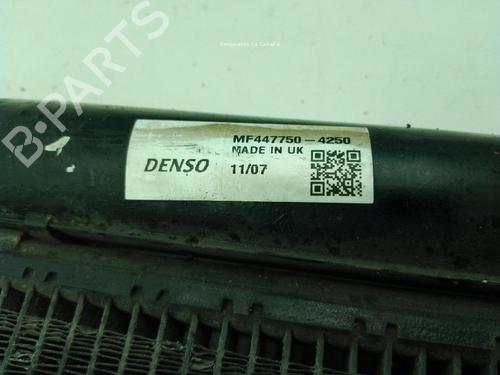 Desguaces La Cabaña
B-PARTS
MF447750-4250
MADE IN UK
DENSO
11/07